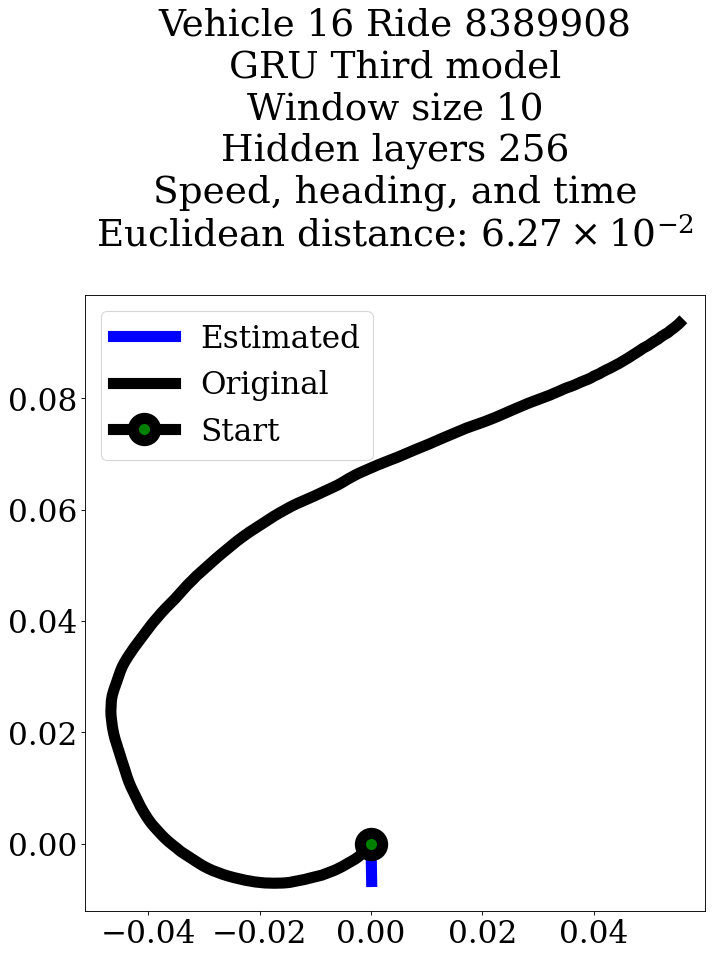 Vehicle 16 Ride 8389908
GRU Third model
Window size 10
Hidden layers 256
Speed, heading, and time
Euclidean distance: 6.27 × 10⁻²
Estimated
Original
Start
0.08
0.06
0.04
0.02
0.00
−0.04 −0.02 0.00 0.02 0.04